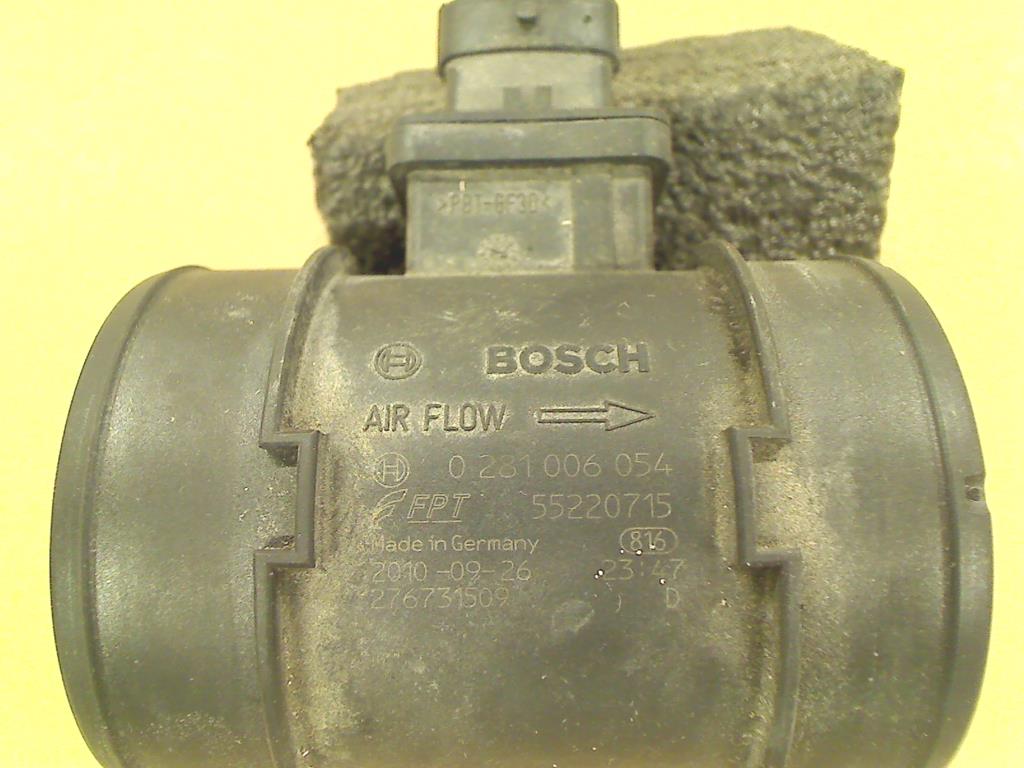 >PBT-GF30<
BOSCH
AIR FLOW
0 281 006 054
FPT 55220715
Made in Germany 816
2010-09-26 23:47
276731509 D